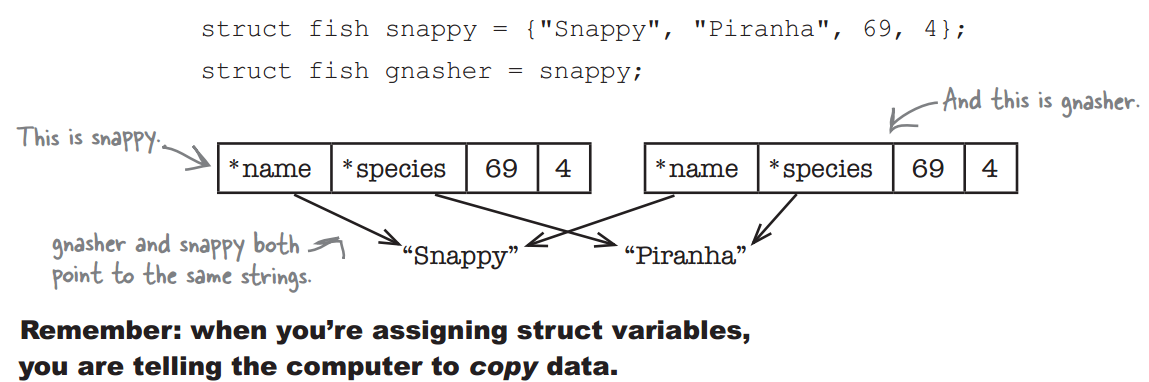 struct fish snappy = {"Snappy", "Piranha", 69, 4};
struct fish gnasher = snappy;
And this is gnasher.
This is snappy.
*name *species 69 4 *name *species 69 4
gnasher and snappy both
point to the same strings.
“Snappy” “Piranha”
Remember: when you’re assigning struct variables,
you are telling the computer to copy data.